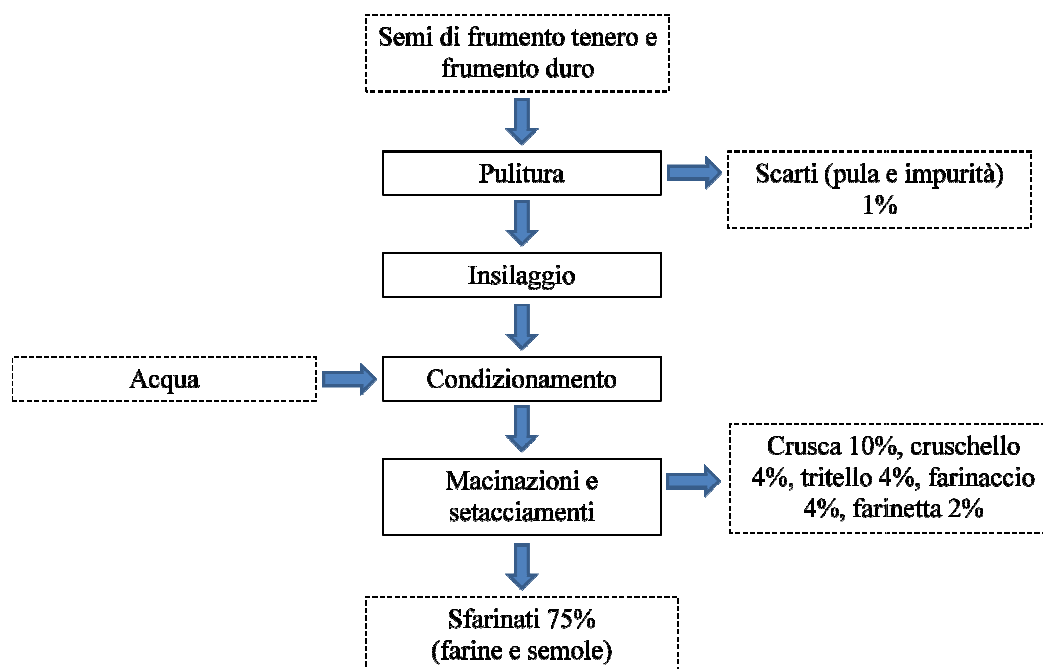 Semi di frumento tenero e
frumento duro
Pulitura
Scarti (pula e impurità)
1%
Insilaggio
Acqua
Condizionamento
Macinazioni e
setacciamenti
Crusca 10%, cruschello
4%, tritello 4%, farinaccio
4%, farinetta 2%
Sfarinati 75%
(farine e semole)